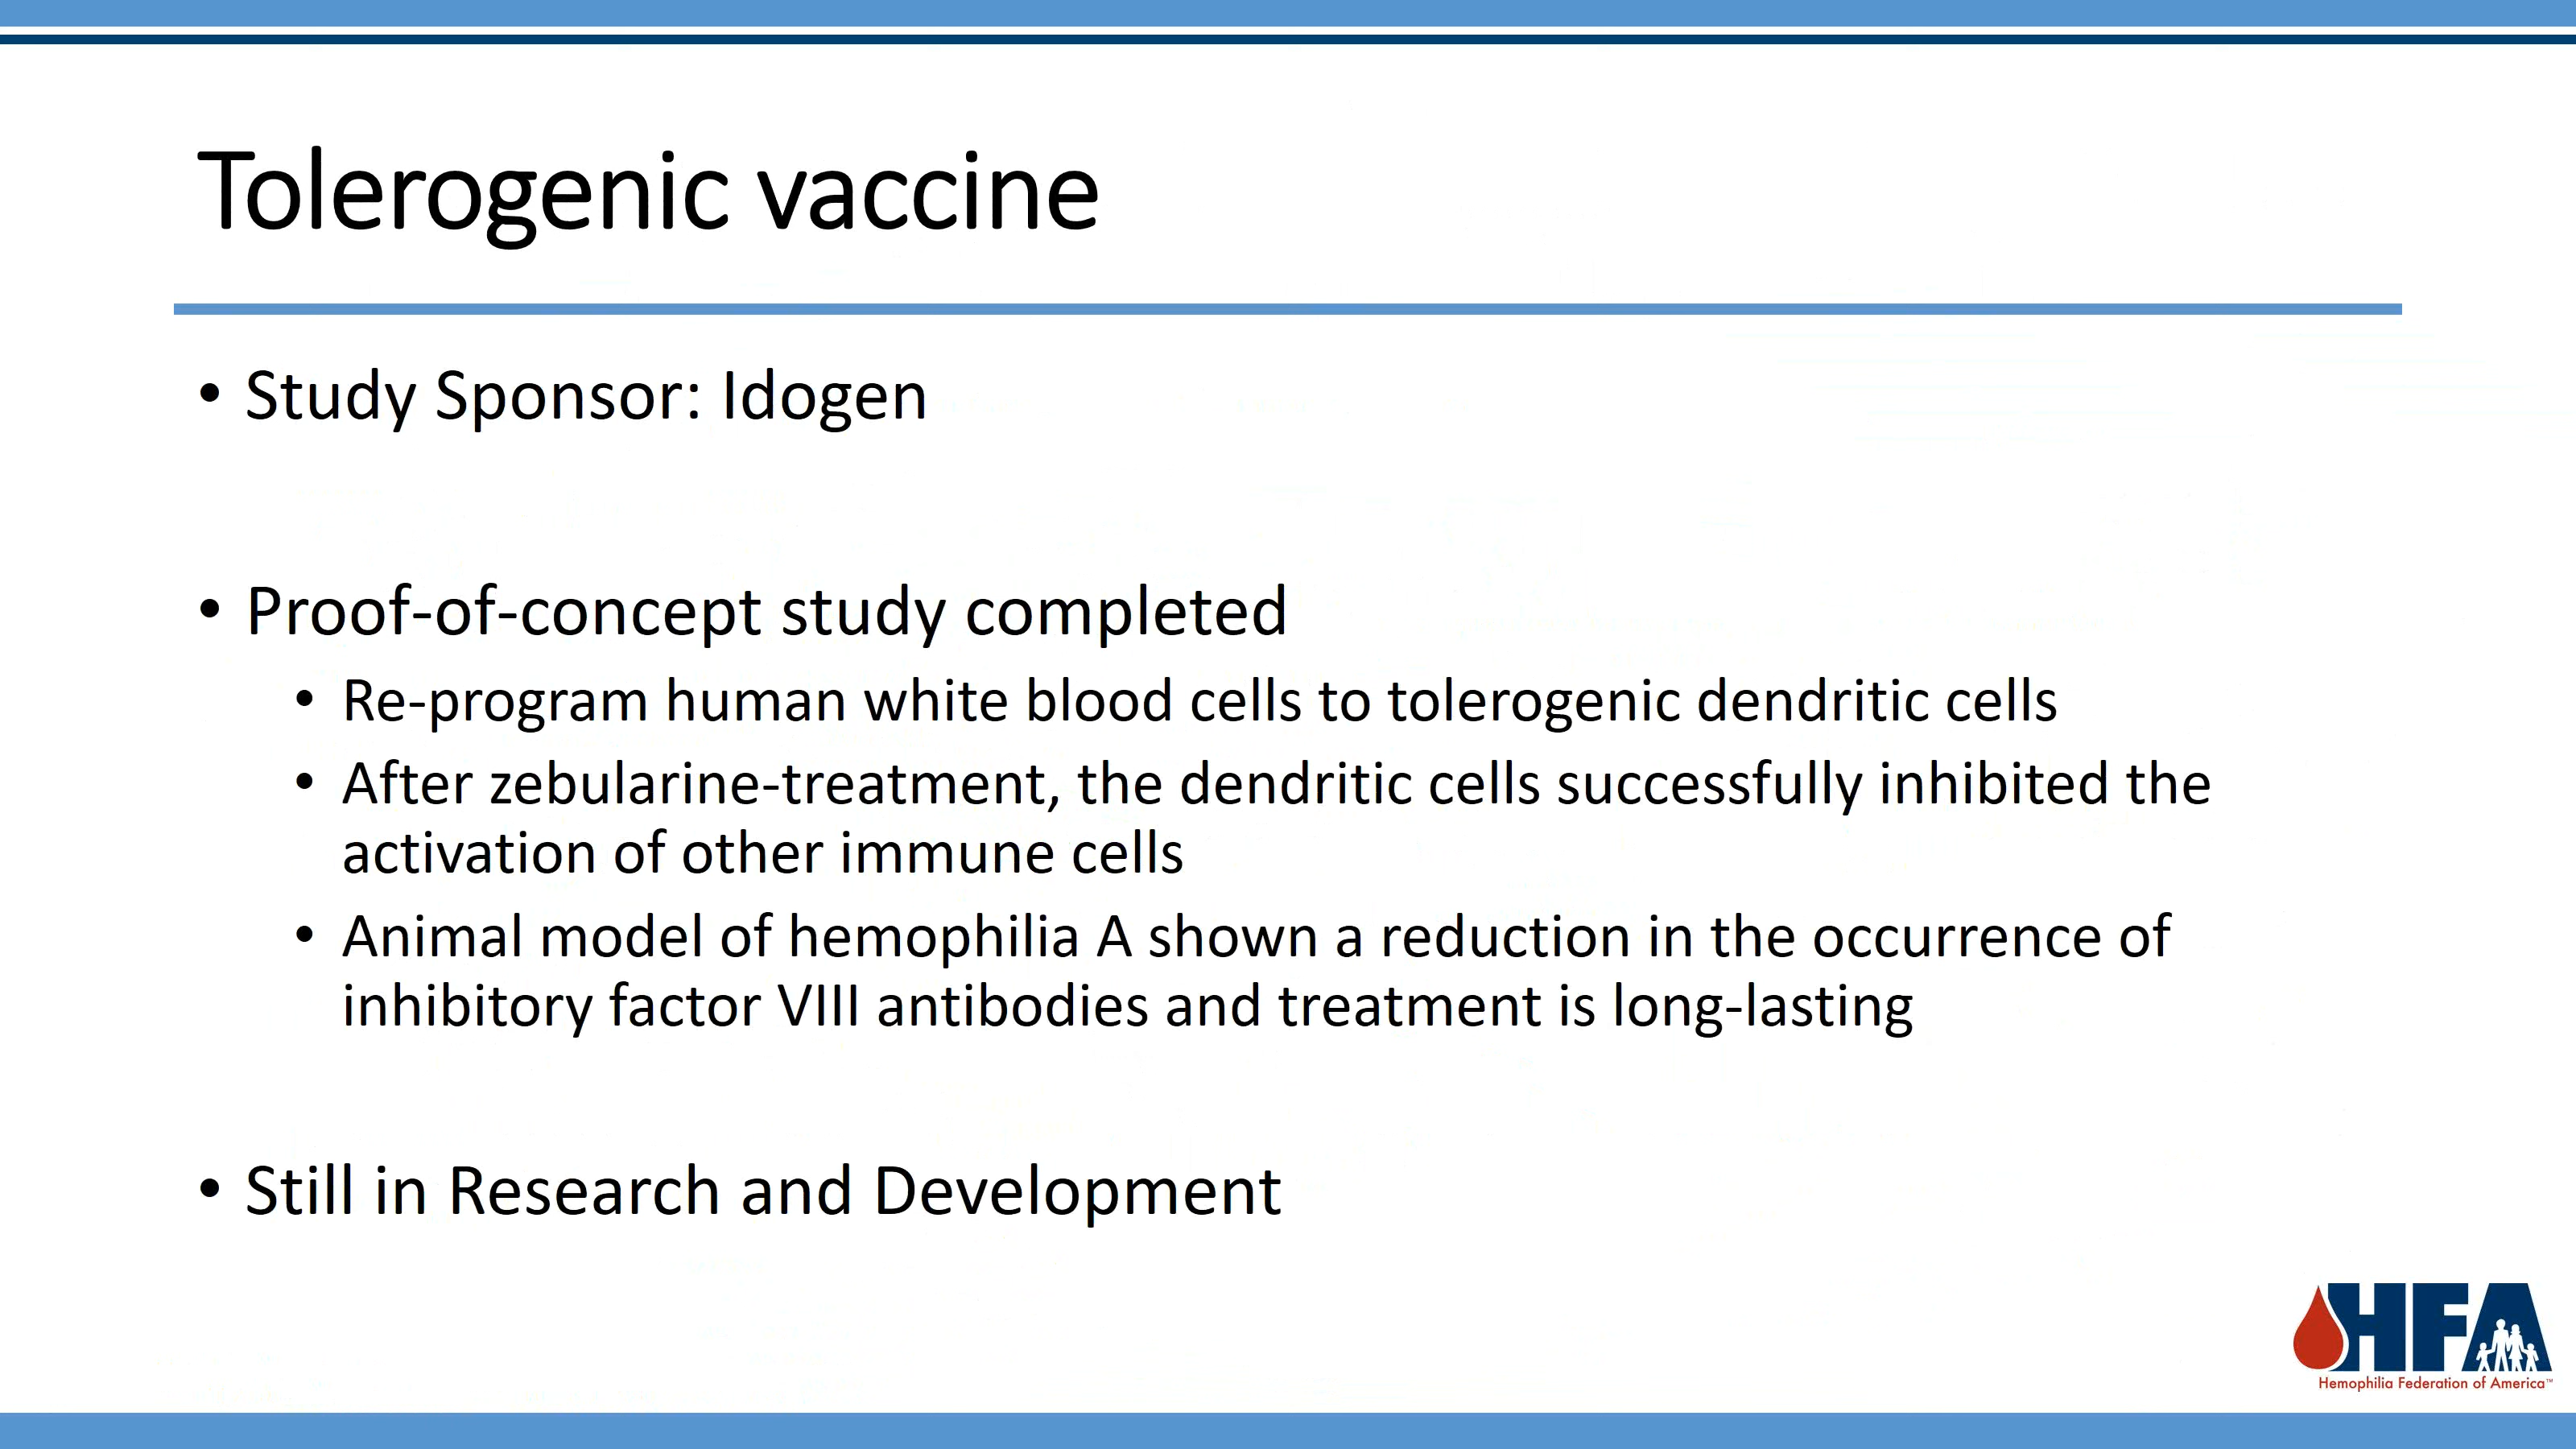 Tolerogenic vaccine
• Study Sponsor: Idogen
• Proof-of-concept study completed
• Re-program human white blood cells to tolerogenic dendritic cells
• After zebularine-treatment, the dendritic cells successfully inhibited the
activation of other immune cells
• Animal model of hemophilia A shown a reduction in the occurrence of
inhibitory factor VIII antibodies and treatment is long-lasting
• Still in Research and Development
HFA
Hemophilia Federation of America™